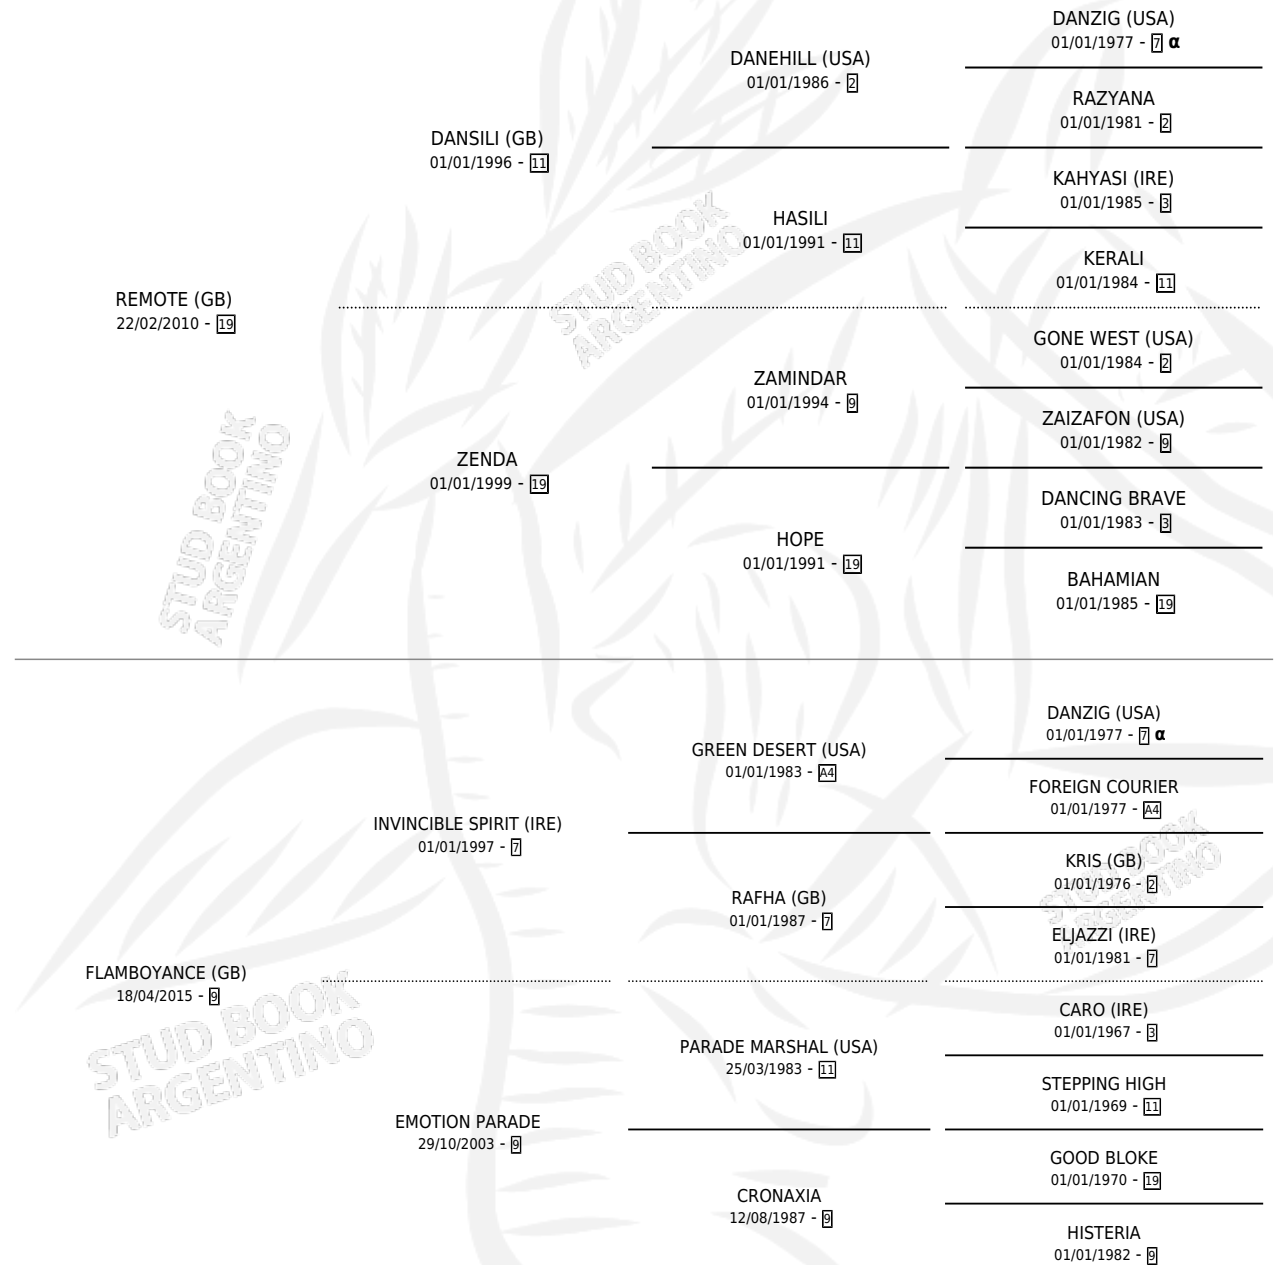 DANZIG (USA)
01/01/1977 - 7 α
DANEHILL (USA)
01/01/1986 - 2
RAZYANA
01/01/1981 - 2
DANSILI (GB)
01/01/1996 - 11
KAHYASI (IRE)
01/01/1985 - 3
HASILI
01/01/1991 - 11
KERALI
01/01/1984 - 11
REMOTE (GB)
22/02/2010 - 19
GONE WEST (USA)
01/01/1984 - 2
ZAMINDAR
01/01/1994 - 9
ZAIZAFON (USA)
01/01/1982 - 9
ZENDA
01/01/1999 - 19
DANCING BRAVE
01/01/1983 - 3
HOPE
01/01/1991 - 19
BAHAMIAN
01/01/1985 - 19
STUD BOOK
ARGENTINO
STUD BOOK
ARGENTINO
DANZIG (USA)
01/01/1977 - 7 α
GREEN DESERT (USA)
01/01/1983 - A4
FOREIGN COURIER
01/01/1977 - A4
INVINCIBLE SPIRIT (IRE)
01/01/1997 - 7
KRIS (GB)
01/01/1976 - 2
RAFHA (GB)
01/01/1987 - 7
ELJAZZI (IRE)
01/01/1981 - 7
FLAMBOYANCE (GB)
18/04/2015 - 9
CARO (IRE)
01/01/1967 - 3
PARADE MARSHAL (USA)
25/03/1983 - 11
STEPPING HIGH
01/01/1969 - 11
EMOTION PARADE
29/10/2003 - 9
GOOD BLOKE
01/01/1970 - 19
CRONAXIA
12/08/1987 - 9
HISTERIA
01/01/1982 - 9
STUD BOOK
ARGENTINO
STUD BOOK
ARGENTINO